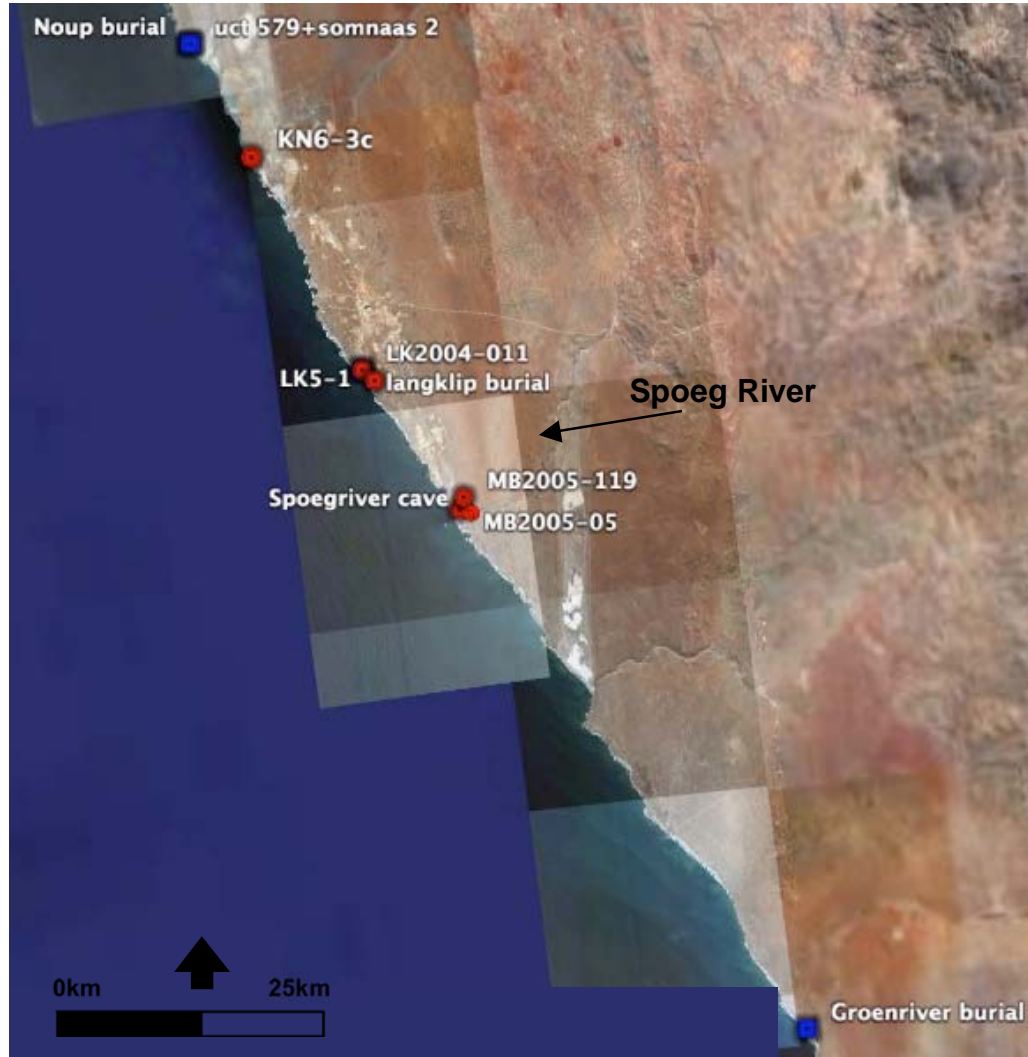 Noup burial
uct 579+somnaas 2
KN6-3c
LK2004-011
LK5-1
langklip burial
Spoeg River
MB2005-119
Spoegriver cave
MB2005-05
0km 25km
Groenriver burial